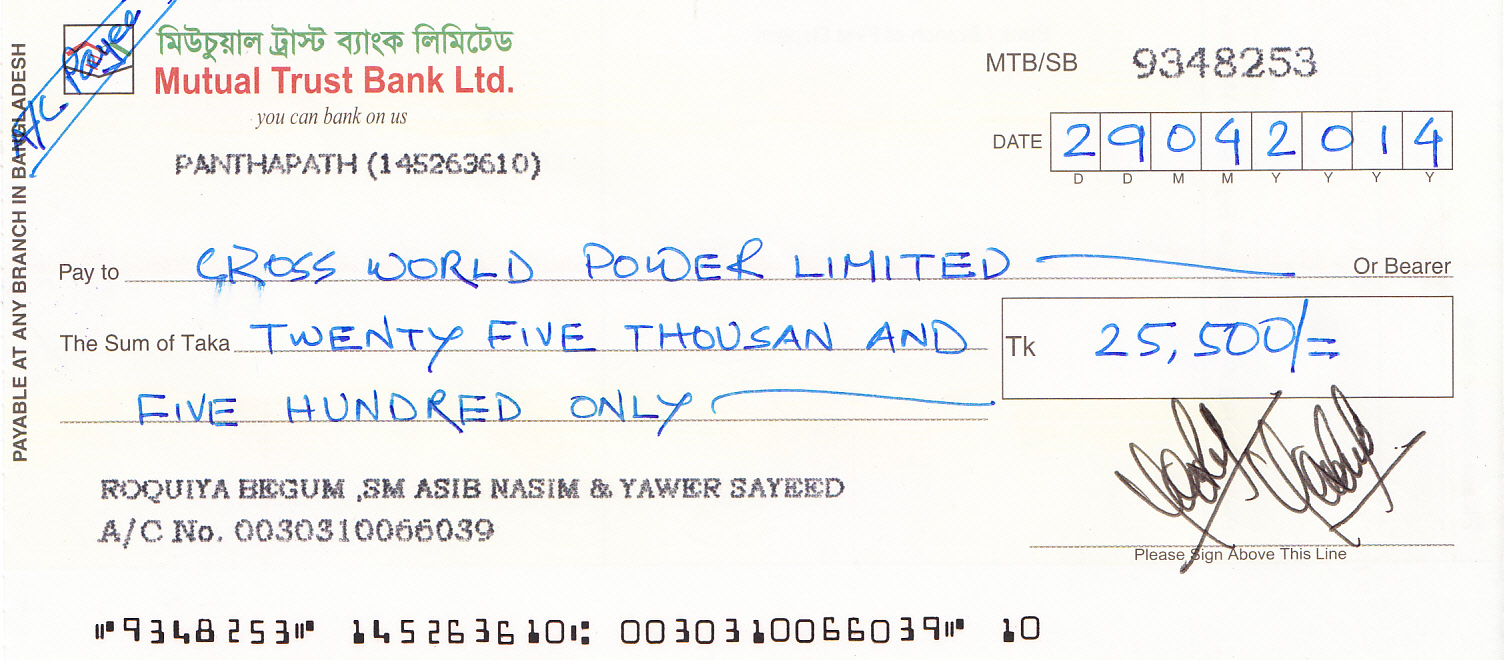 A/C Payee
মিউচুয়াল ট্রাস্ট ব্যাংক লিমিটেড
Mutual Trust Bank Ltd.
you can bank on us
PANTHAPATH (145263610)
MTB/SB 9348253
DATE 29042014
D D M M Y Y Y Y
PAYABLE AT ANY BRANCH IN BANGLADESH
Pay to GROSS WORLD POWER LIMITED Or Bearer
The Sum of Taka TWENTY FIVE THOUSAN AND
Tk 25,500/=
FIVE HUNDRED ONLY
ROQUIYA BEGUM ,SM ASIB NASIM & YAWER SAYEED
A/C No. 0030310066039
Please Sign Above This Line
⑈9348253⑈ 145263610⑆ 0030310066039⑈ 10